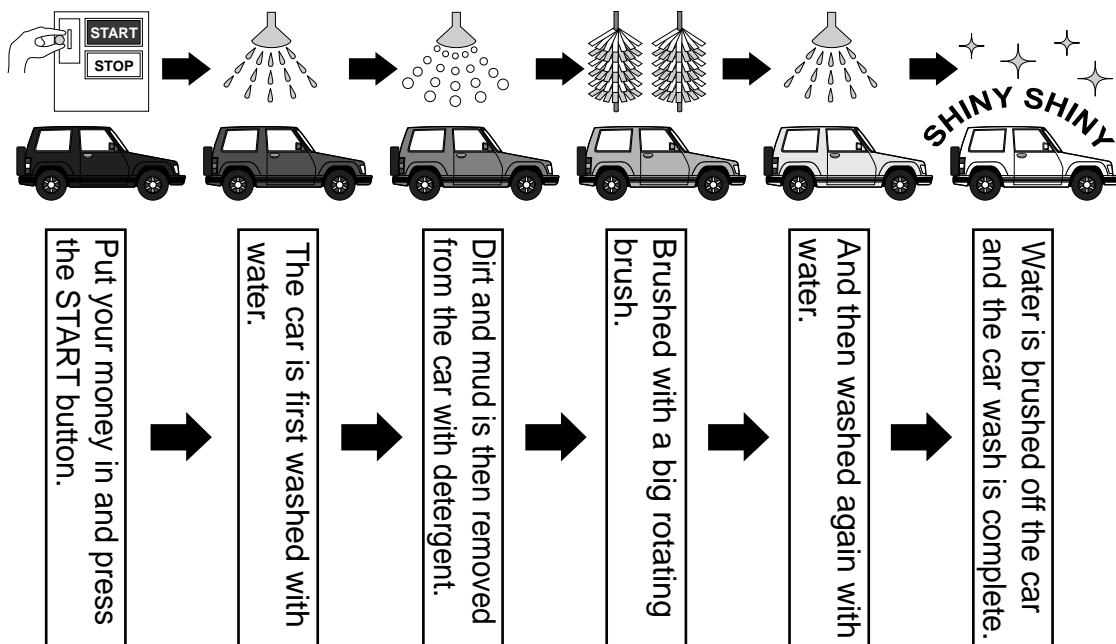 START
STOP
SHINY SHINY
Put your money in and press
the START button.
The car is first washed with
water.
Dirt and mud is then removed
from the car with detergent.
Brushed with a big rotating
brush.
And then washed again with
water.
Water is brushed off the car
and the car wash is complete.